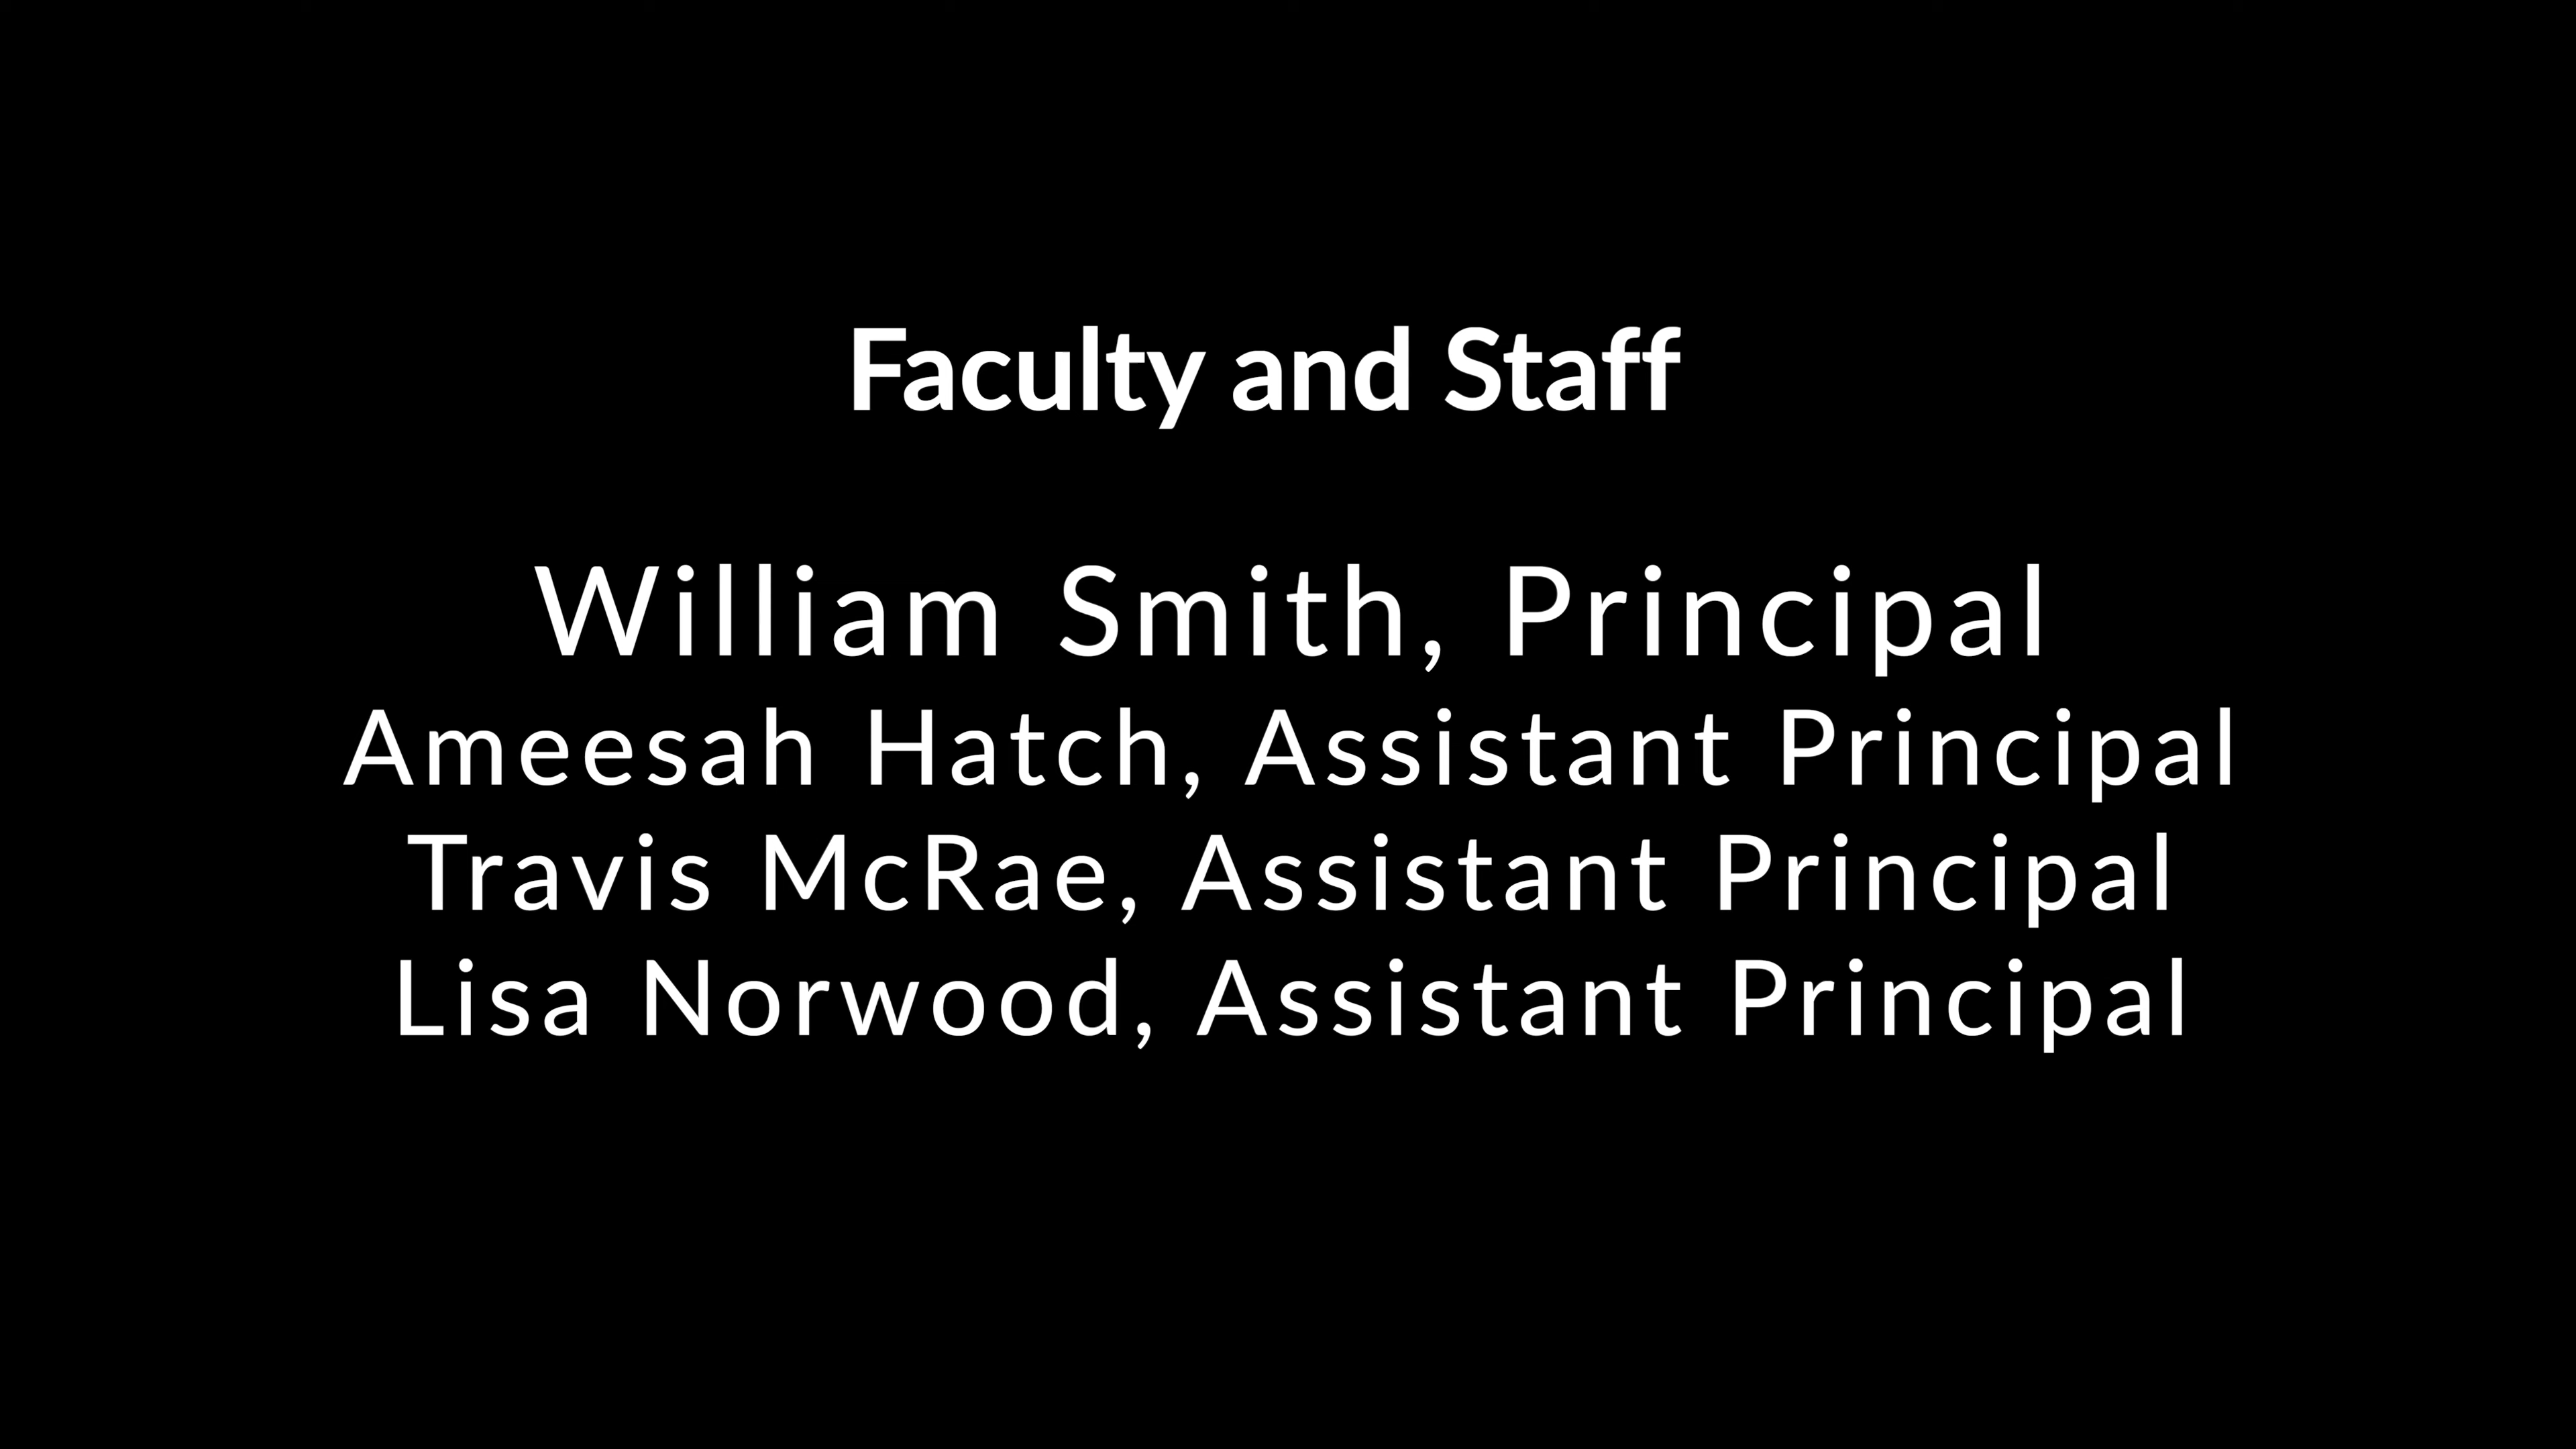 Faculty and Staff
William Smith, Principal
Ameesah Hatch, Assistant Principal
Travis McRae, Assistant Principal
Lisa Norwood, Assistant Principal